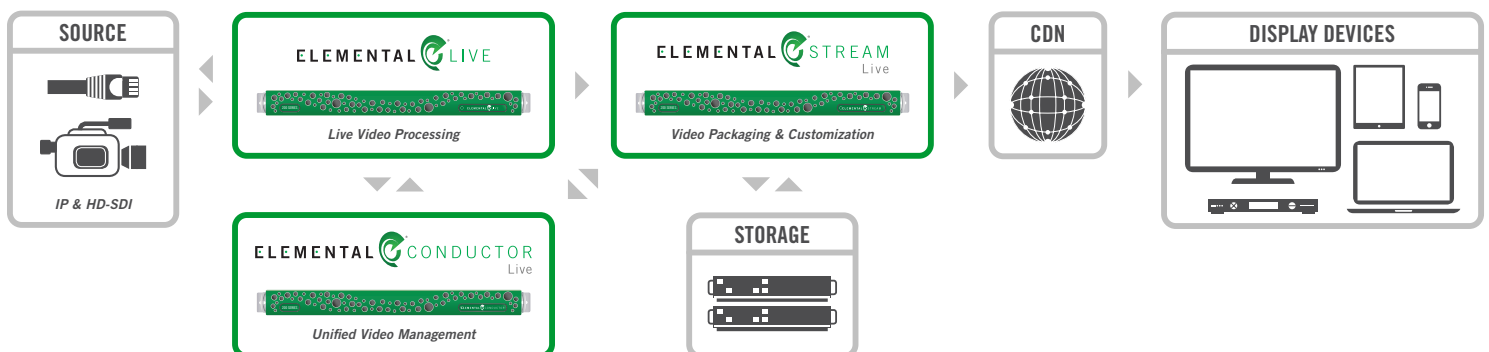 SOURCE
IP & HD-SDI
ELEMENTAL LIVE
Live Video Processing
ELEMENTAL STREAM
Live
Video Packaging & Customization
CDN
DISPLAY DEVICES
ELEMENTAL CONDUCTOR
Live
Unified Video Management
STORAGE